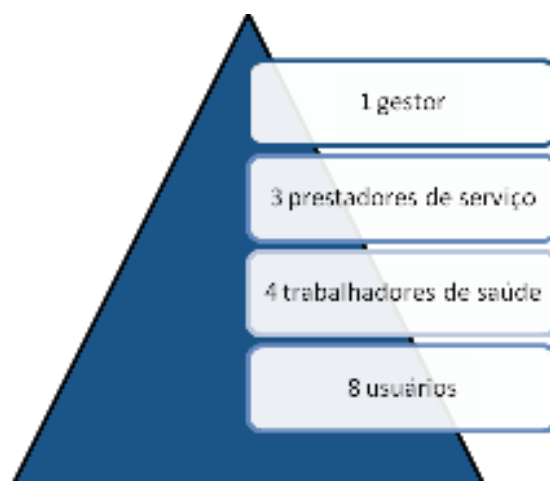 1 gestor
3 prestadores de serviço
4 trabalhadores de saúde
8 usuários